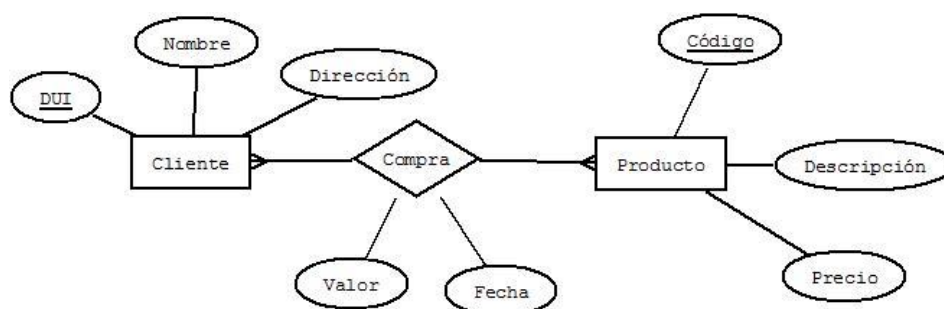 Nombre
Código
Dirección
DUI
Cliente
Compra
Producto
Descripción
Valor
Fecha
Precio